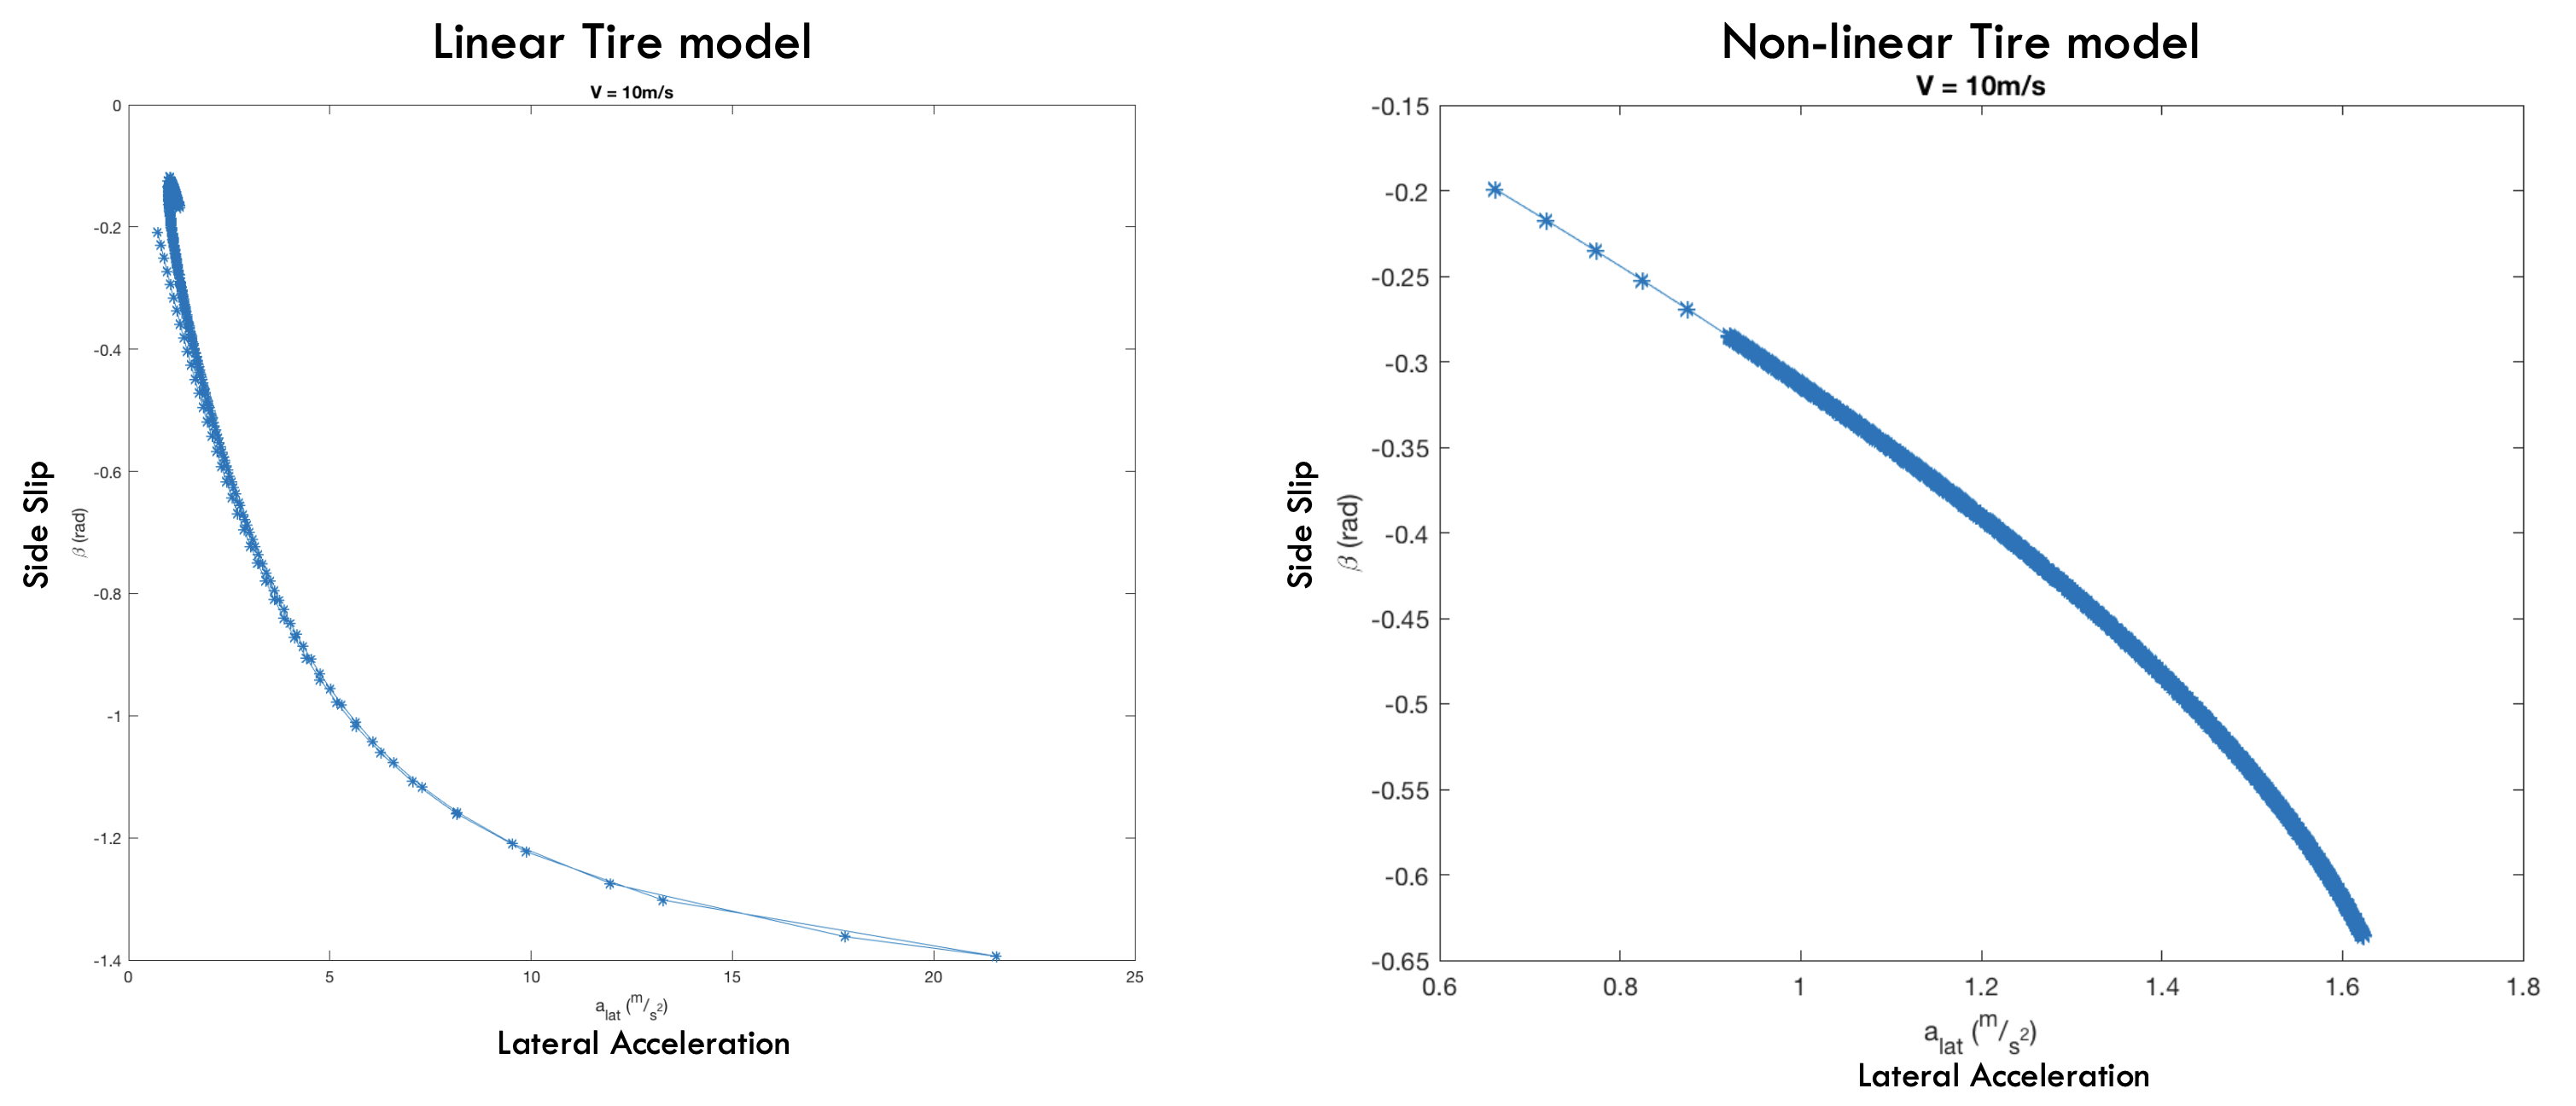 Linear Tire model
V = 10m/s
0
-0.2
-0.4
-0.6
-0.8
-1
-1.2
-1.4
Side Slip
β (rad)
0 5 10 15 20 25
a_lat (m/s²)
Lateral Acceleration
Non-linear Tire model
V = 10m/s
-0.15
-0.2
-0.25
-0.3
-0.35
-0.4
-0.45
-0.5
-0.55
-0.6
-0.65
Side Slip
β (rad)
0.6 0.8 1 1.2 1.4 1.6 1.8
a_lat (m/s²)
Lateral Acceleration